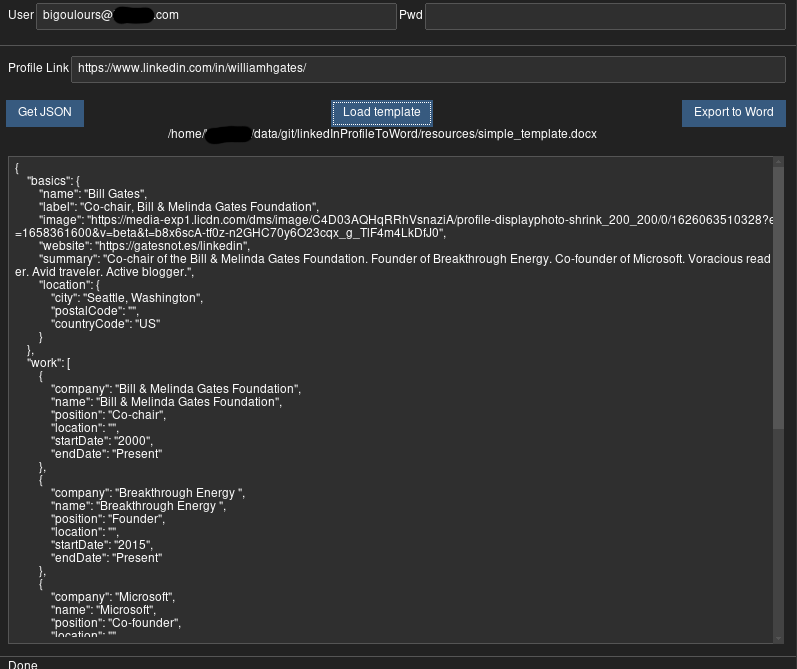 User bigoulours@ .com Pwd
Profile Link https://www.linkedin.com/in/williamhgates/
Get JSON Load template Export to Word
/home/ /data/git/linkedInProfileToWord/resources/simple_template.docx
{
"basics": {
"name": "Bill Gates",
"label": "Co-chair, Bill & Melinda Gates Foundation",
"image": "https://media-exp1.licdn.com/dms/image/C4D03AQHqRRhVsnaziA/profile-displayphoto-shrink_200_200/0/1626063510328?e
=1658361600&v=beta&t=b8x6scA-tf0z-n2GHC70y6O23cqx_g_TlF4m4LkDfJ0",
"website": "https://gatesnot.es/linkedin",
"summary": "Co-chair of the Bill & Melinda Gates Foundation. Founder of Breakthrough Energy. Co-founder of Microsoft. Voracious read
er. Avid traveler. Active blogger.",
"location": {
"city": "Seattle, Washington",
"postalCode": "",
"countryCode": "US"
}
},
"work": [
{
"company": "Bill & Melinda Gates Foundation",
"name": "Bill & Melinda Gates Foundation",
"position": "Co-chair",
"location": "",
"startDate": "2000",
"endDate": "Present"
},
{
"company": "Breakthrough Energy ",
"name": "Breakthrough Energy ",
"position": "Founder",
"location": "",
"startDate": "2015",
"endDate": "Present"
},
{
"company": "Microsoft",
"name": "Microsoft",
"position": "Co-founder",
"location": ""
Done